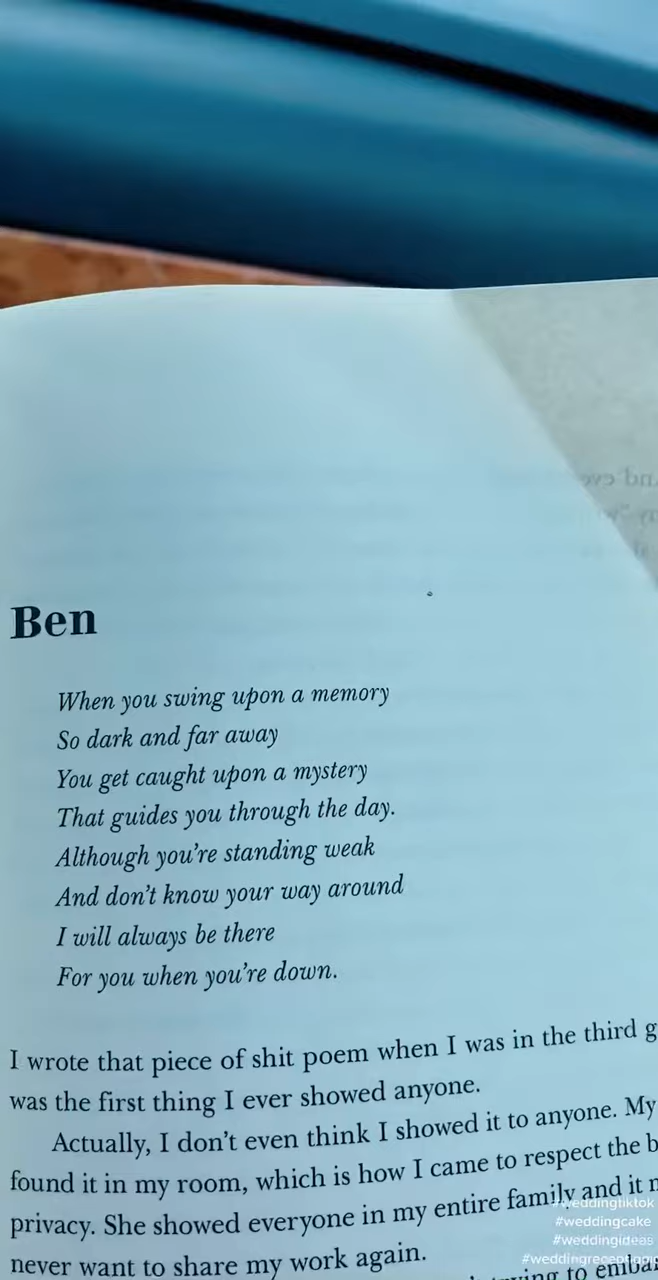 Ben
When you swing upon a memory
So dark and far away
You get caught upon a mystery
That guides you through the day.
Although you're standing weak
And don't know your way around
I will always be there
For you when you're down.
I wrote that piece of shit poem when I was in the third g
was the first thing I ever showed anyone.
Actually, I don't even think I showed it to anyone. My
found it in my room, which is how I came to respect the b
privacy. She showed everyone in my entire family and it
never want to share my work again.
to
#weddingtiktok
#weddingcake
#weddingideas